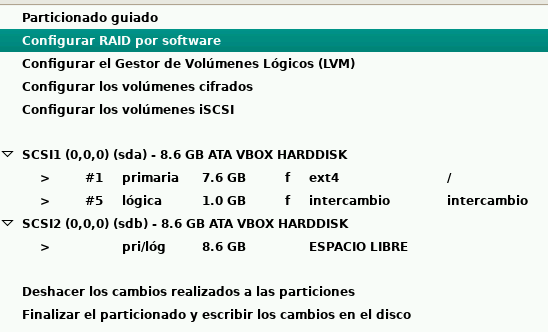 Particionado guiado
Configurar RAID por software
Configurar el Gestor de Volúmenes Lógicos (LVM)
Configurar los volúmenes cifrados
Configurar los volúmenes iSCSI
SCSI1 (0,0,0) (sda) - 8.6 GB ATA VBOX HARDDISK
> #1 primaria 7.6 GB f ext4 /
> #5 lógica 1.0 GB f intercambio intercambio
SCSI2 (0,0,0) (sdb) - 8.6 GB ATA VBOX HARDDISK
> pri/lóg 8.6 GB ESPACIO LIBRE
Deshacer los cambios realizados a las particiones
Finalizar el particionado y escribir los cambios en el disco